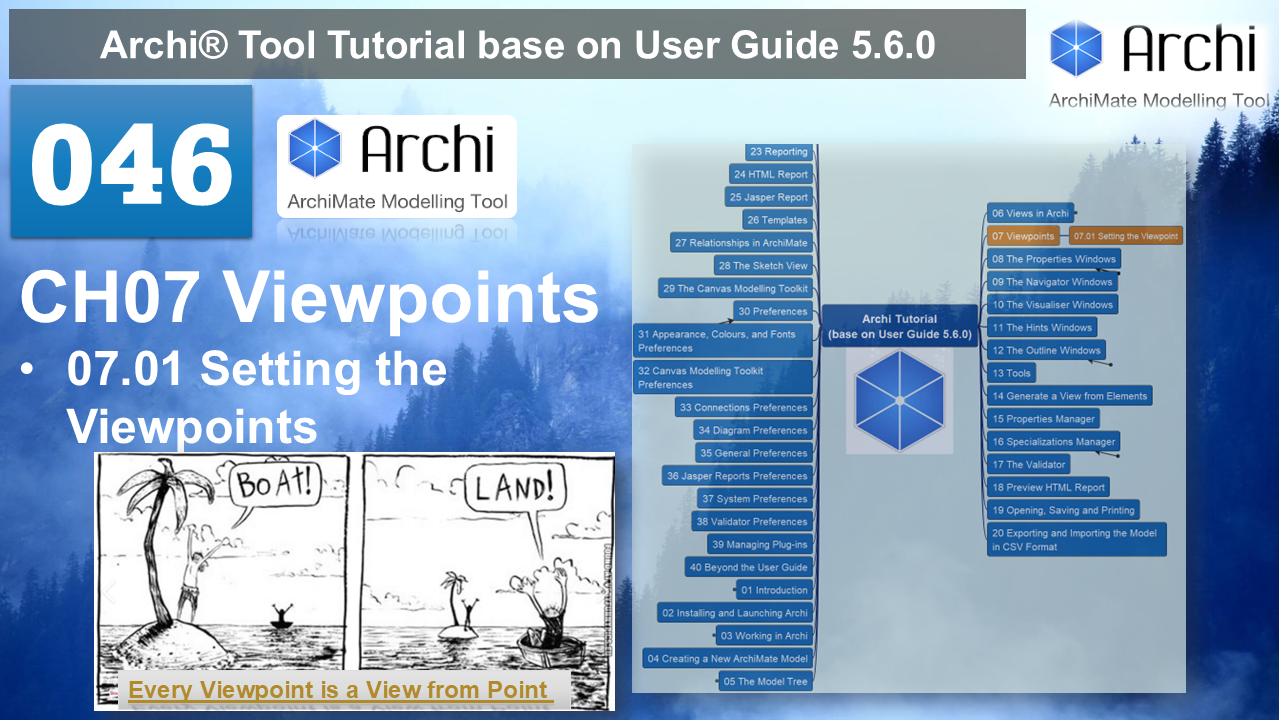 Archi® Tool Tutorial base on User Guide 5.6.0
Archi
ArchiMate Modelling Tool
046
Archi
ArchiMate Modelling Tool
CH07 Viewpoints
• 07.01 Setting the
Viewpoints
BOAT!
LAND!
Every Viewpoint is a View from Point
23 Reporting
24 HTML Report
25 Jasper Report
26 Templates
27 Relationships in ArchiMate
28 The Sketch View
29 The Canvas Modelling Toolkit
30 Preferences
31 Appearance, Colours, and Fonts
Preferences
32 Canvas Modelling Toolkit
Preferences
33 Connections Preferences
34 Diagram Preferences
35 General Preferences
36 Jasper Reports Preferences
37 System Preferences
38 Validator Preferences
39 Managing Plug-ins
40 Beyond the User Guide
01 Introduction
02 Installing and Launching Archi
03 Working in Archi
04 Creating a New ArchiMate Model
05 The Model Tree
Archi Tutorial
(base on User Guide 5.6.0)
06 Views in Archi
07 Viewpoints
07.01 Setting the Viewpoint
08 The Properties Windows
09 The Navigator Windows
10 The Visualiser Windows
11 The Hints Windows
12 The Outline Windows
13 Tools
14 Generate a View from Elements
15 Properties Manager
16 Specializations Manager
17 The Validator
18 Preview HTML Report
19 Opening, Saving and Printing
20 Exporting and Importing the Model
in CSV Format